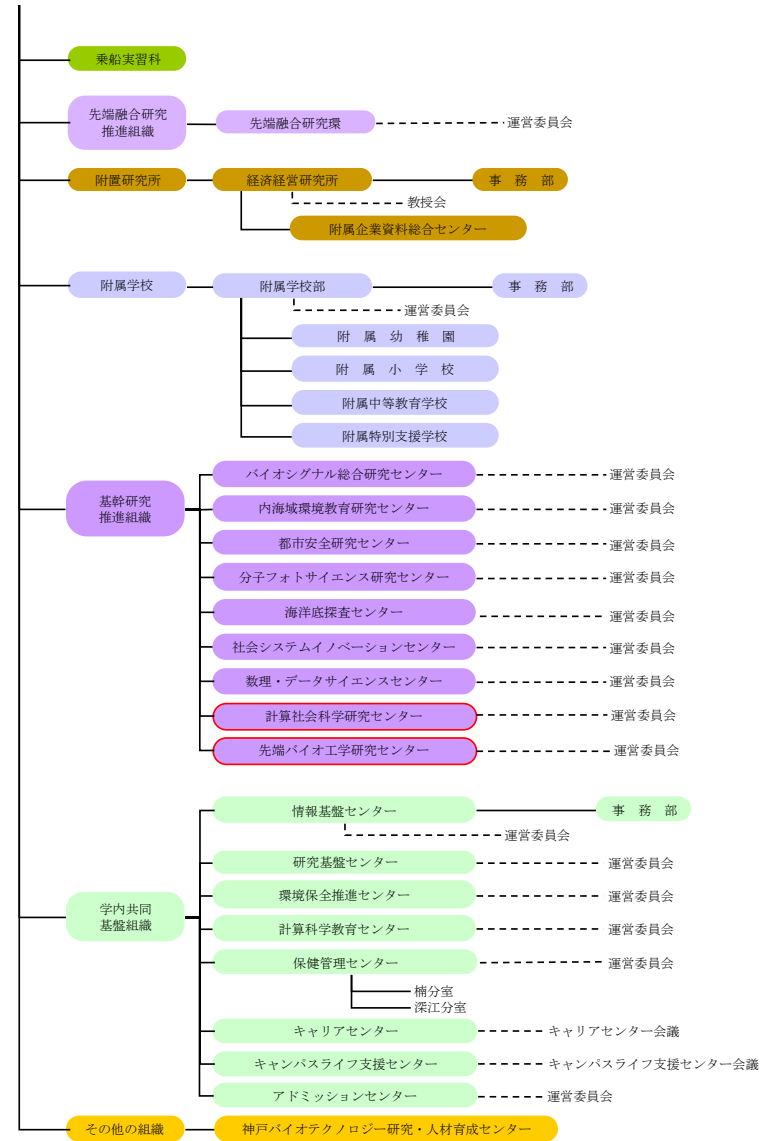 乗船実習科
先端融合研究
推進組織
先端融合研究環
運営委員会
附置研究所
経済経営研究所
事　務　部
教授会
附属企業資料総合センター
附属学校
附属学校部
事　務　部
運営委員会
附　属　幼　稚　園
附　属　小　学　校
附属中等教育学校
附属特別支援学校
基幹研究
推進組織
バイオシグナル総合研究センター
運営委員会
内海域環境教育研究センター
運営委員会
都市安全研究センター
運営委員会
分子フォトサイエンス研究センター
運営委員会
海洋底探査センター
運営委員会
社会システムイノベーションセンター
運営委員会
数理・データサイエンスセンター
運営委員会
計算社会科学研究センター
運営委員会
先端バイオ工学研究センター
運営委員会
学内共同
基盤組織
情報基盤センター
事　務　部
運営委員会
研究基盤センター
運営委員会
環境保全推進センター
運営委員会
計算科学教育センター
運営委員会
保健管理センター
運営委員会
楠分室
深江分室
キャリアセンター
キャリアセンター会議
キャンパスライフ支援センター
キャンパスライフ支援センター会議
アドミッションセンター
運営委員会
その他の組織
神戸バイオテクノロジー研究・人材育成センター